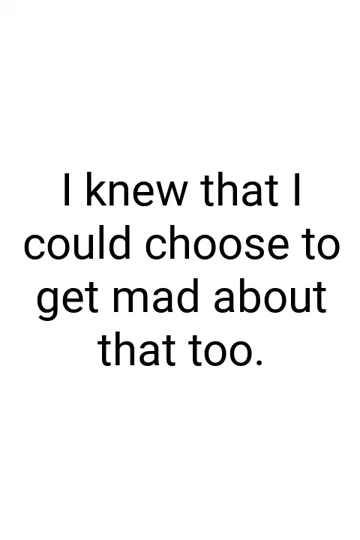 I knew that I
could choose to
get mad about
that too.